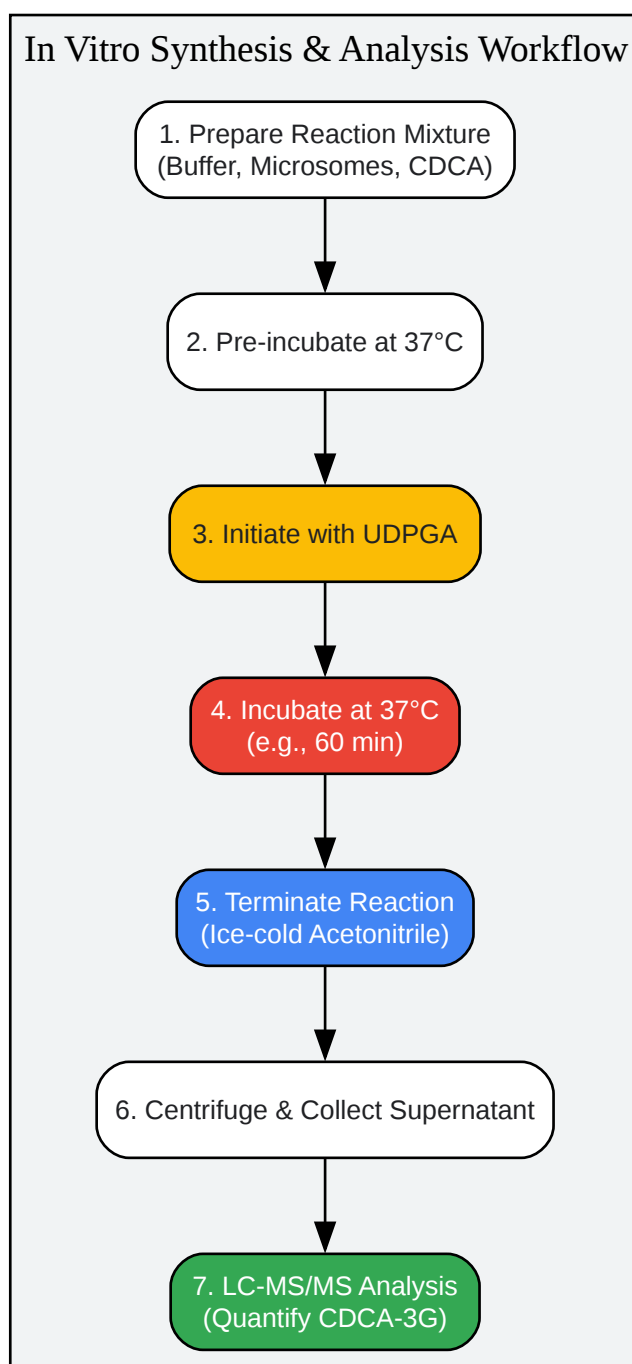 In Vitro Synthesis & Analysis Workflow
1. Prepare Reaction Mixture
(Buffer, Microsomes, CDCA)
2. Pre-incubate at 37°C
3. Initiate with UDPGA
4. Incubate at 37°C
(e.g., 60 min)
5. Terminate Reaction
(Ice-cold Acetonitrile)
6. Centrifuge & Collect Supernatant
7. LC-MS/MS Analysis
(Quantify CDCA-3G)